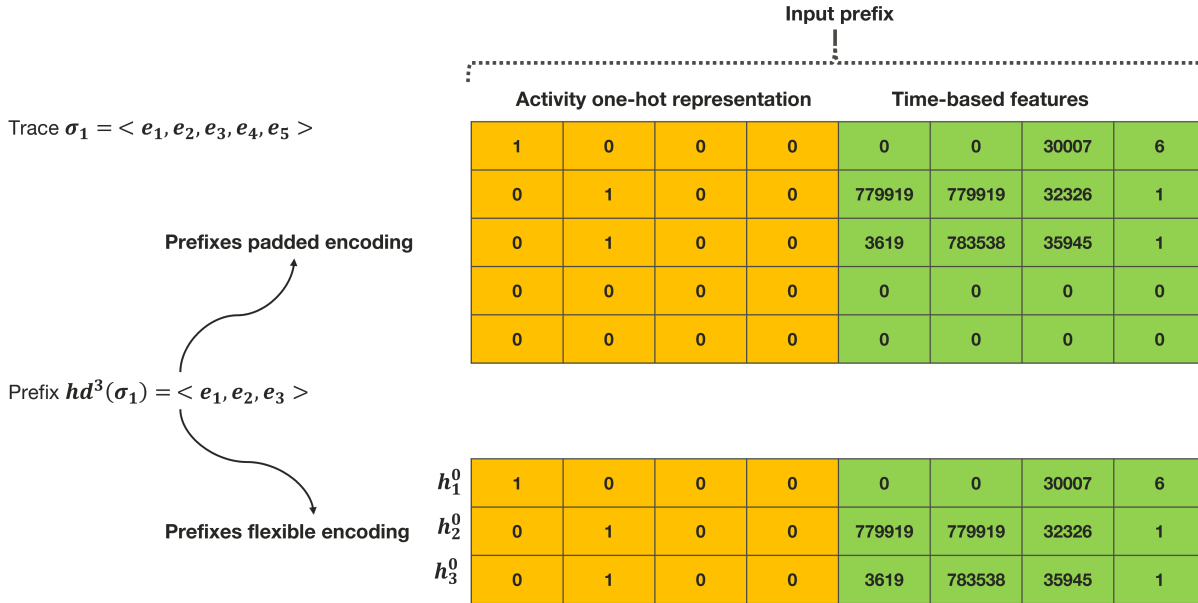 Input prefix
Activity one-hot representation Time-based features
Trace σ₁ = < e₁, e₂, e₃, e₄, e₅ >
1 0 0 0 0 0 30007 6
0 1 0 0 779919 779919 32326 1
Prefixes padded encoding
0 1 0 0 3619 783538 35945 1
0 0 0 0 0 0 0 0
0 0 0 0 0 0 0 0
Prefix hd³(σ₁) = < e₁, e₂, e₃ >
h₁⁰ 1 0 0 0 0 0 30007 6
Prefixes flexible encoding
h₂⁰ 0 1 0 0 779919 779919 32326 1
h₃⁰ 0 1 0 0 3619 783538 35945 1